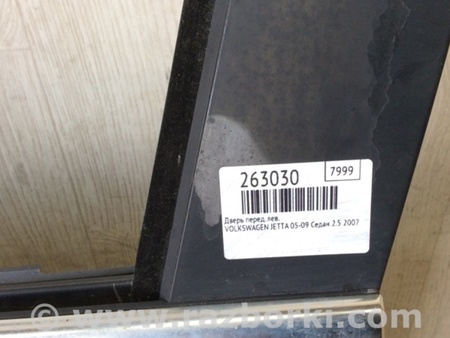 263030
7999
Дверь перед.лев.
VOLKSWAGEN JETTA 05-09 Седан 2.5 2007
www.razborki.com